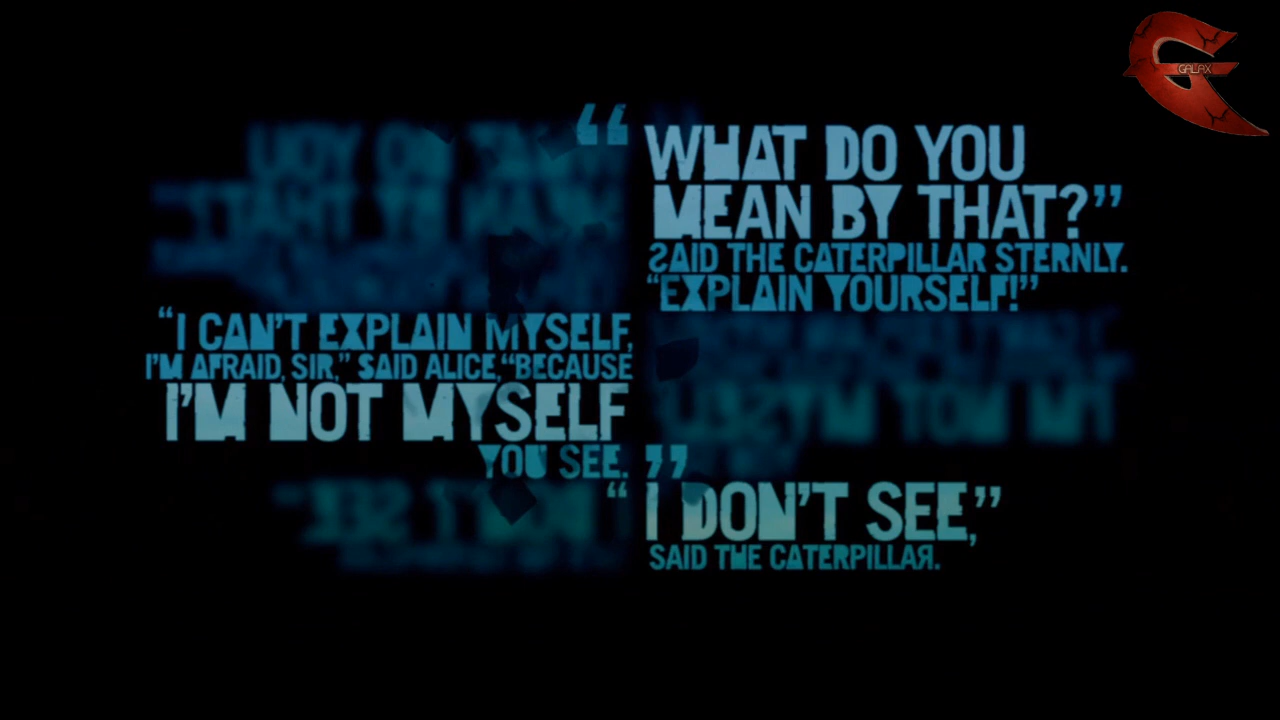 “WHAT DO YOU
MEAN BY THAT?”
SAID THE CATERPILLAR STERNLY.
“EXPLAIN YOURSELF!”
“I CAN’T EXPLAIN MYSELF,
I’M AFRAID, SIR,” SAID ALICE, “BECAUSE
I’M NOT MYSELF
YOU SEE.”
“I DON’T SEE,”
SAID THE CATERPILLAR.
GALAX